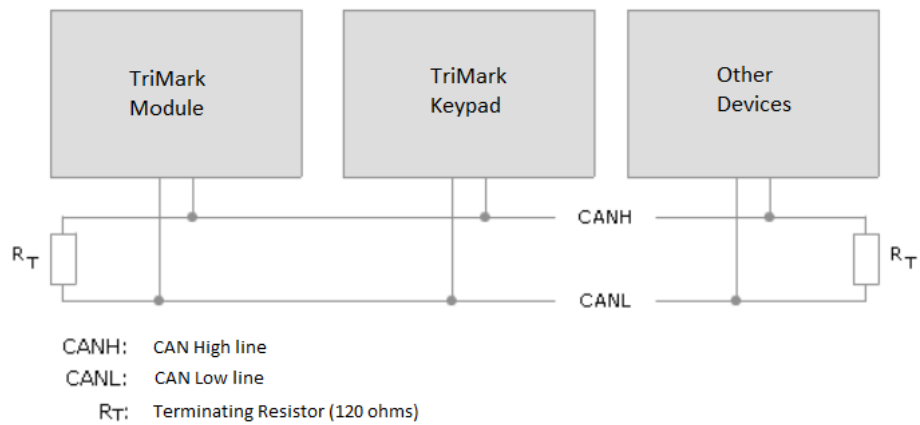 TriMark
Module
TriMark
Keypad
Other
Devices
CANH
RT
RT
CANL
CANH: CAN High line
CANL: CAN Low line
RT: Terminating Resistor (120 ohms)